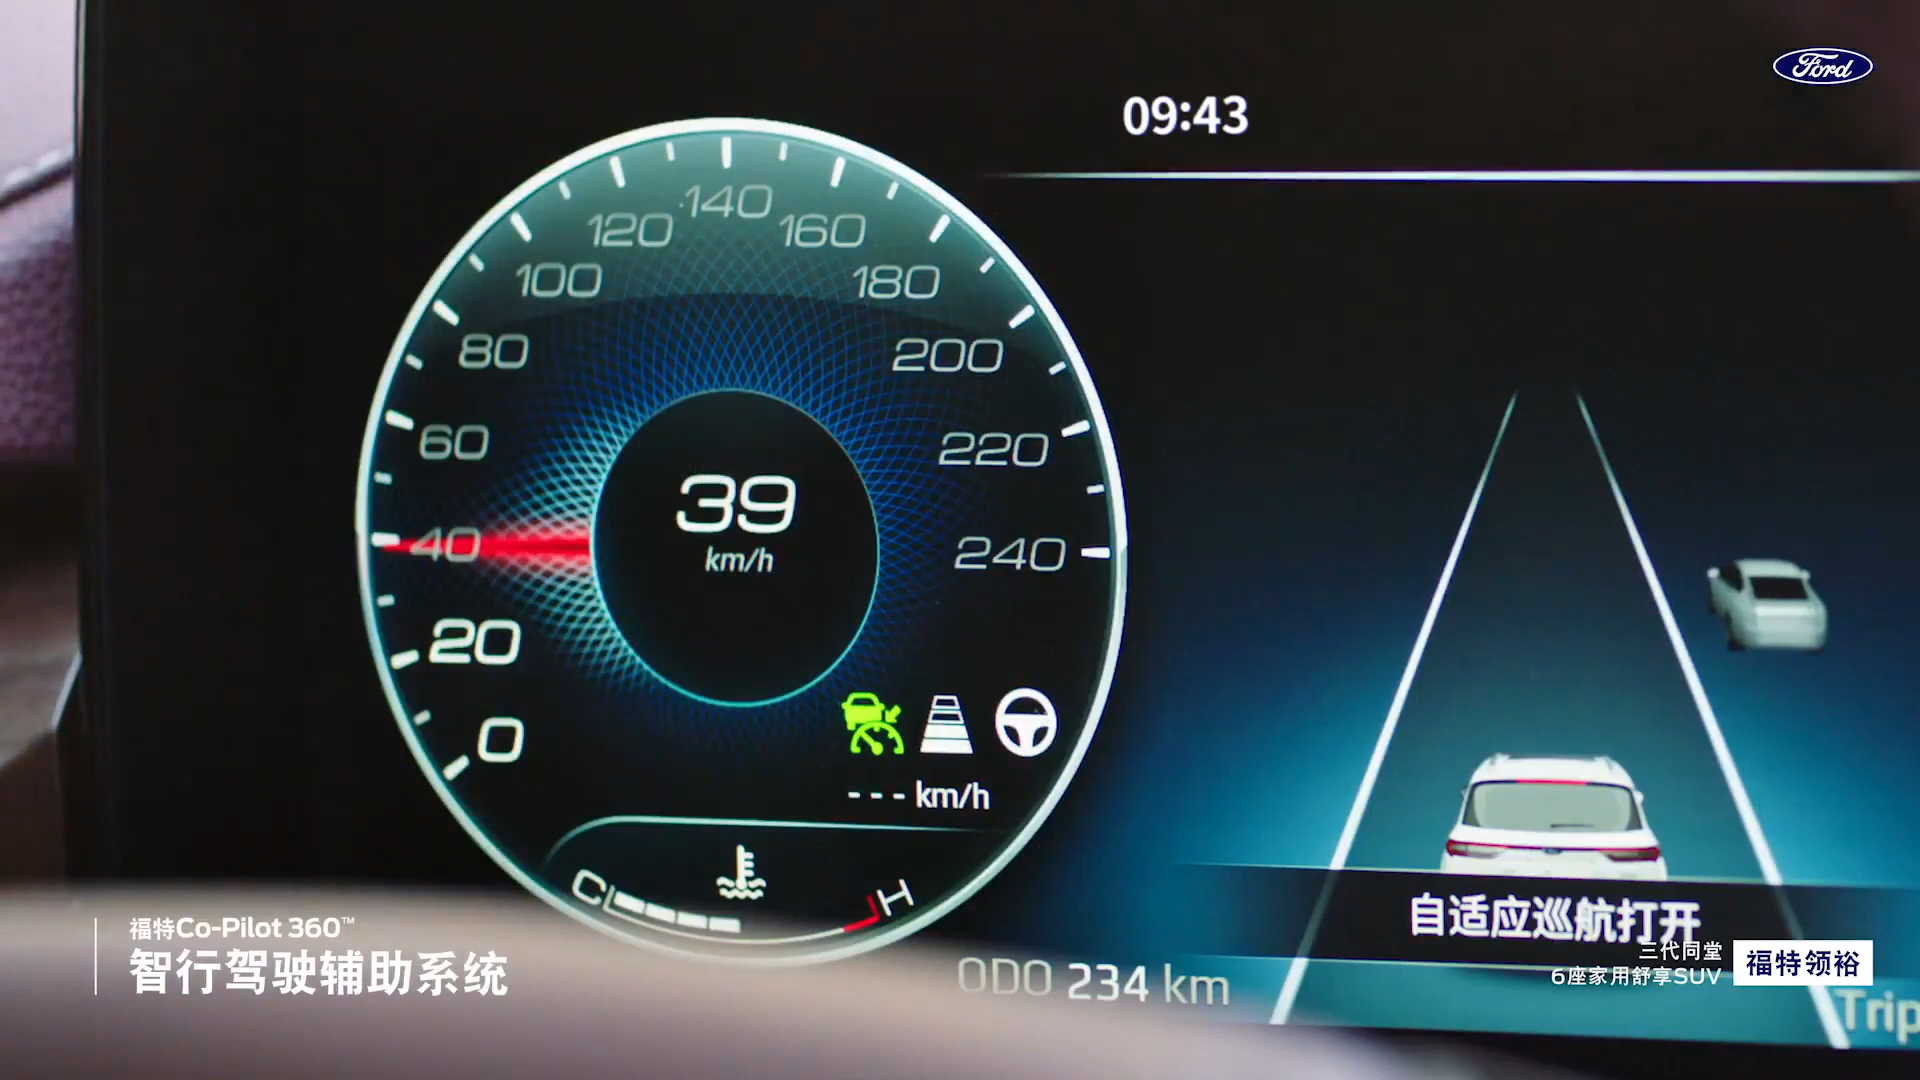 Ford
09:43
140
120
160
100
180
80
200
60
220
39
km/h
40
240
20
0
--- km/h
C
H
自适应巡航打开
ODO 234 km
Trip
福特Co-Pilot 360™
智行驾驶辅助系统
三代同堂
6座家用舒享SUV
福特领裕